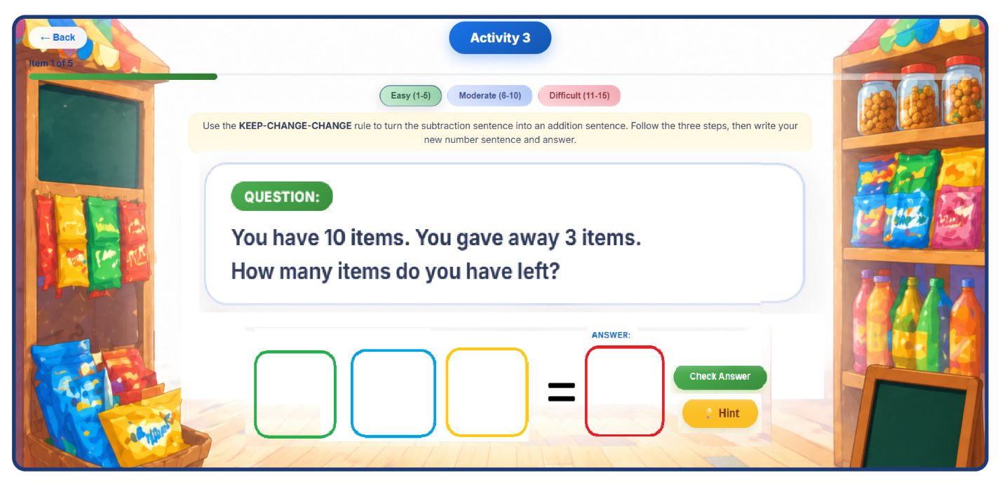 ← Back
Activity 3
Item 1 of 5
Easy (1-5)
Moderate (6-10)
Difficult (11-15)
Use the KEEP-CHANGE-CHANGE rule to turn the subtraction sentence into an addition sentence. Follow the three steps, then write your
new number sentence and answer.
QUESTION:
You have 10 items. You gave away 3 items.
How many items do you have left?
ANSWER:
=
Check Answer
Hint